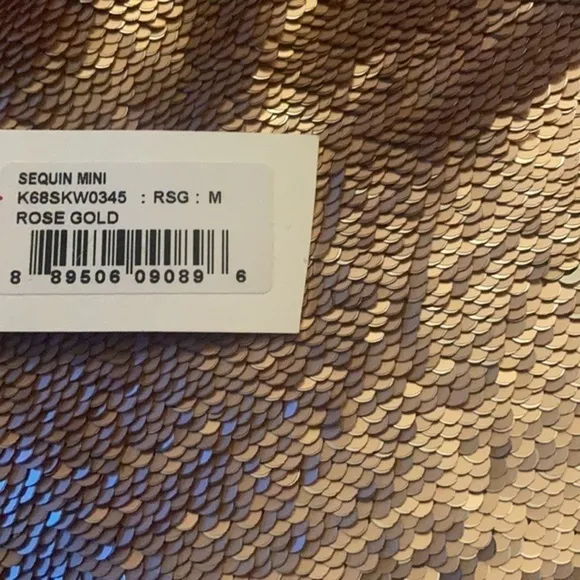 SEQUIN MINI
K68SKW0345 : RSG : M
ROSE GOLD
8 89506 09089 6